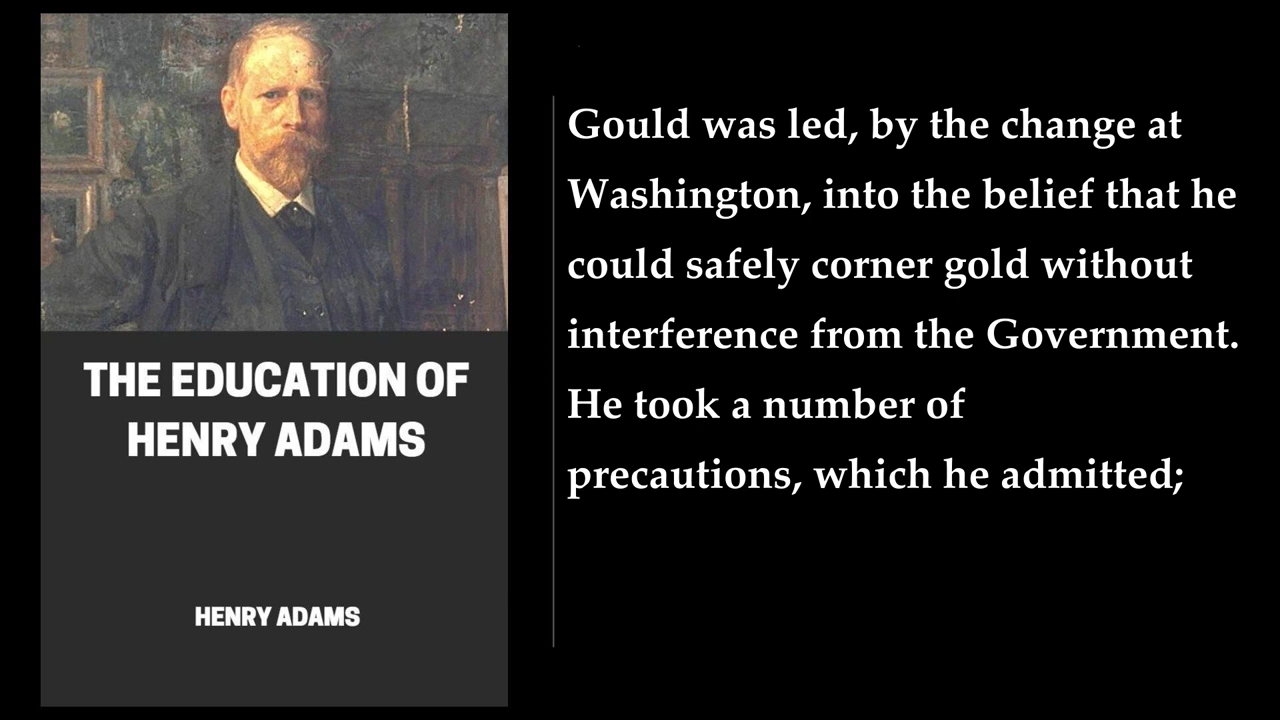 THE EDUCATION OF
HENRY ADAMS
HENRY ADAMS
Gould was led, by the change at
Washington, into the belief that he
could safely corner gold without
interference from the Government.
He took a number of
precautions, which he admitted;